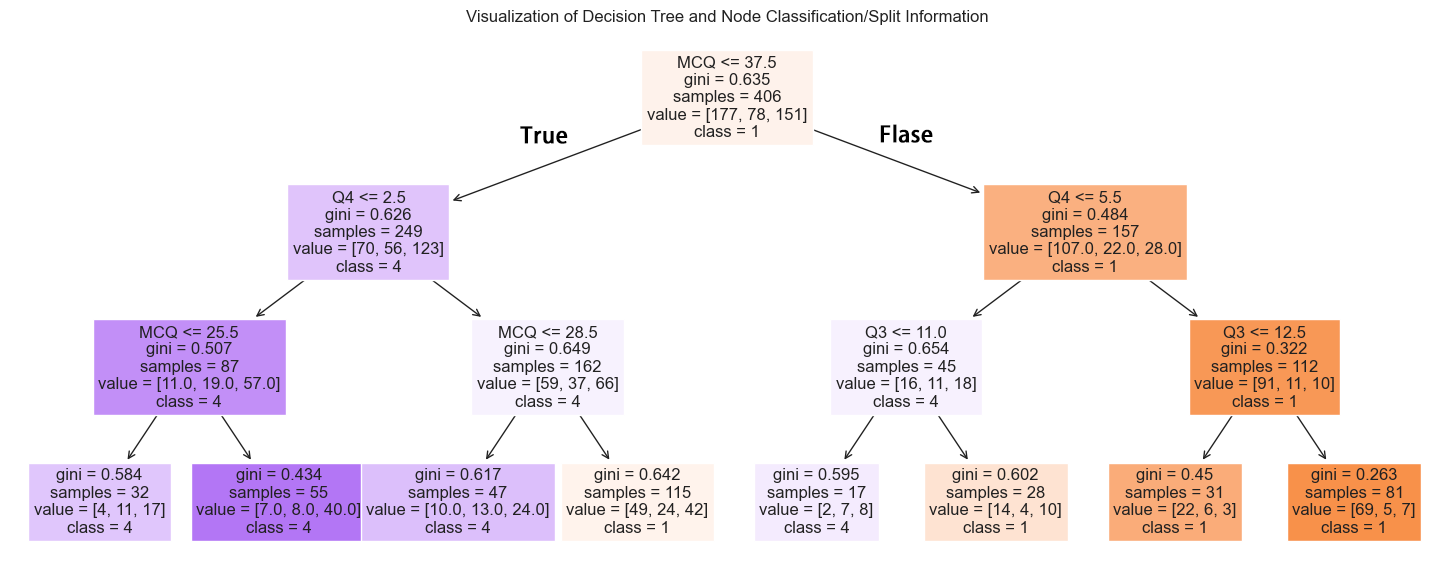 Visualization of Decision Tree and Node Classification/Split Information
MCQ <= 37.5
gini = 0.635
samples = 406
value = [177, 78, 151]
class = 1
True
Flase
Q4 <= 2.5
gini = 0.626
samples = 249
value = [70, 56, 123]
class = 4
Q4 <= 5.5
gini = 0.484
samples = 157
value = [107.0, 22.0, 28.0]
class = 1
MCQ <= 25.5
gini = 0.507
samples = 87
value = [11.0, 19.0, 57.0]
class = 4
MCQ <= 28.5
gini = 0.649
samples = 162
value = [59, 37, 66]
class = 4
Q3 <= 11.0
gini = 0.654
samples = 45
value = [16, 11, 18]
class = 4
Q3 <= 12.5
gini = 0.322
samples = 112
value = [91, 11, 10]
class = 1
gini = 0.584
samples = 32
value = [4, 11, 17]
class = 4
gini = 0.434
samples = 55
value = [7.0, 8.0, 40.0]
class = 4
gini = 0.617
samples = 47
value = [10.0, 13.0, 24.0]
class = 4
gini = 0.642
samples = 115
value = [49, 24, 42]
class = 1
gini = 0.595
samples = 17
value = [2, 7, 8]
class = 4
gini = 0.602
samples = 28
value = [14, 4, 10]
class = 1
gini = 0.45
samples = 31
value = [22, 6, 3]
class = 1
gini = 0.263
samples = 81
value = [69, 5, 7]
class = 1